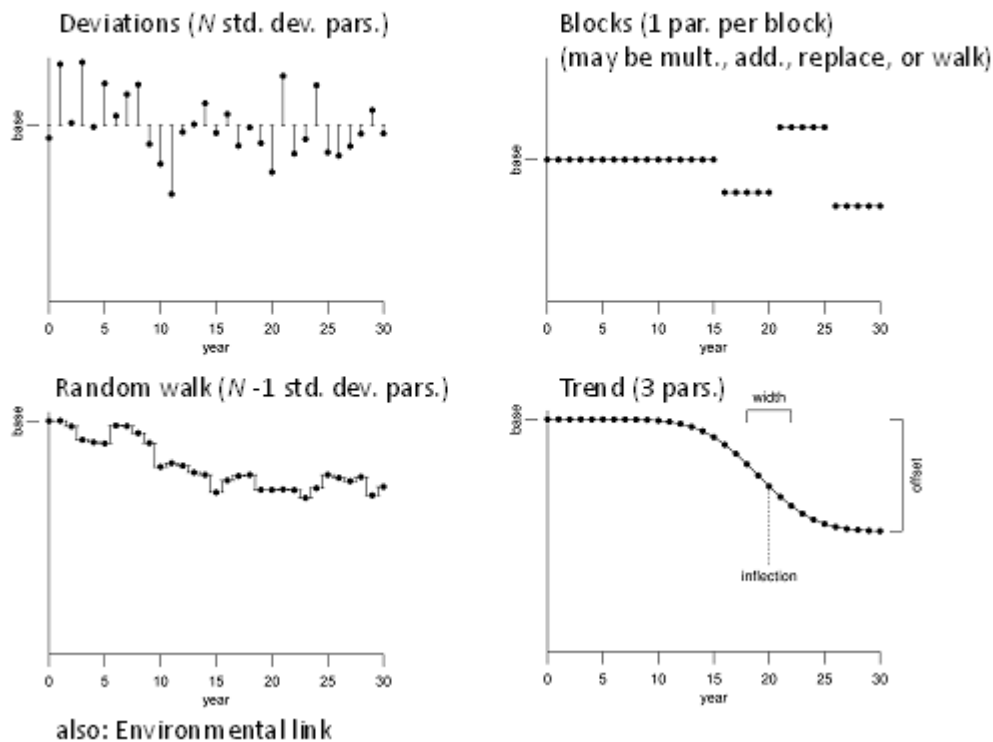 Deviations (N std. dev. pars.)
base
0 5 10 15 20 25 30
year
Blocks (1 par. per block)
(may be mult., add., replace, or walk)
base
0 5 10 15 20 25 30
year
Random walk (N -1 std. dev. pars.)
base
0 5 10 15 20 25 30
year
Trend (3 pars.)
width
base
offset
inflection
0 5 10 15 20 25 30
year
also: Environmental link